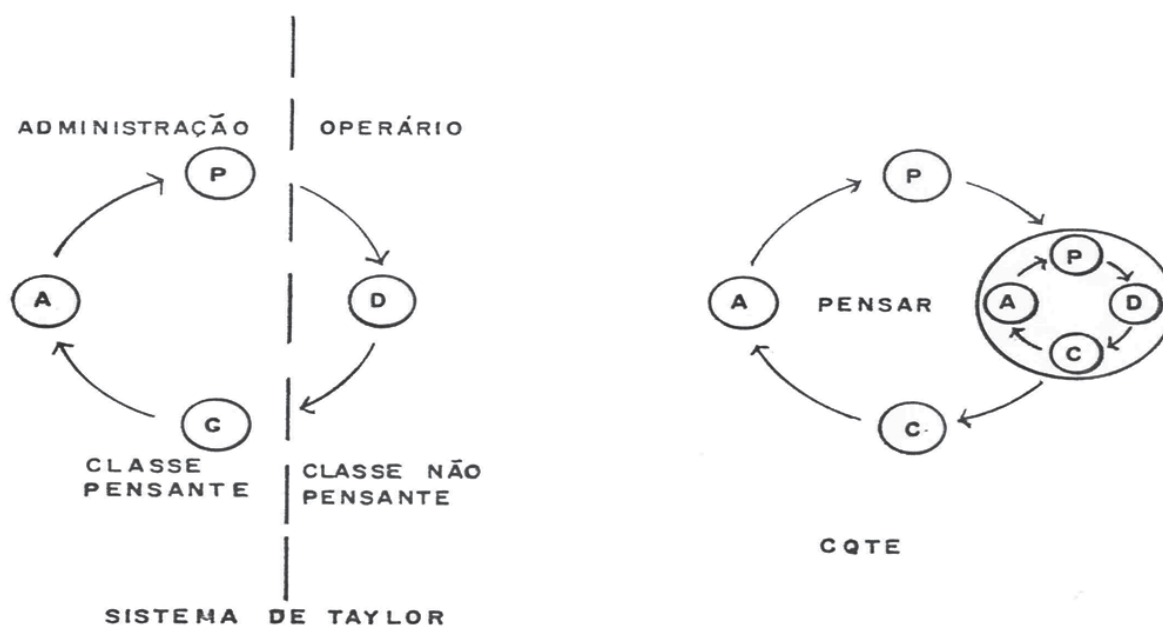 ADMINISTRAÇÃO
OPERÁRIO
P
A
D
G
CLASSE
PENSANTE
CLASSE NÃO
PENSANTE
SISTEMA DE TAYLOR
P
A
PENSAR
P
A
D
C
C
CQTE